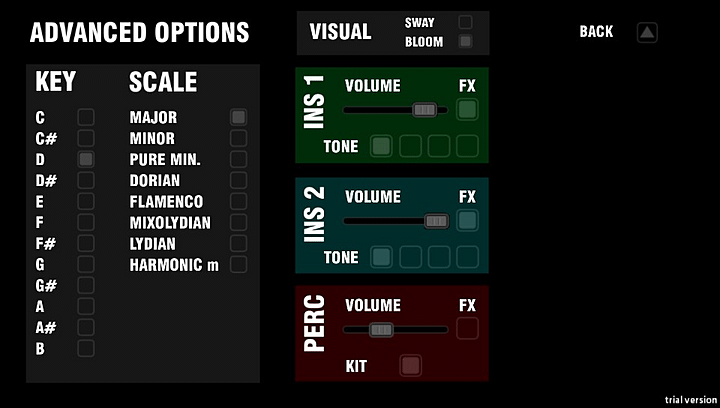 ADVANCED OPTIONS
KEY
C
C#
D
D#
E
F
F#
G
G#
A
A#
B
SCALE
MAJOR
MINOR
PURE MIN.
DORIAN
FLAMENCO
MIXOLYDIAN
LYDIAN
HARMONIC m
VISUAL
SWAY
BLOOM
INS 1
VOLUME FX
TONE
INS 2
VOLUME FX
TONE
PERC
VOLUME FX
KIT
BACK
trial version